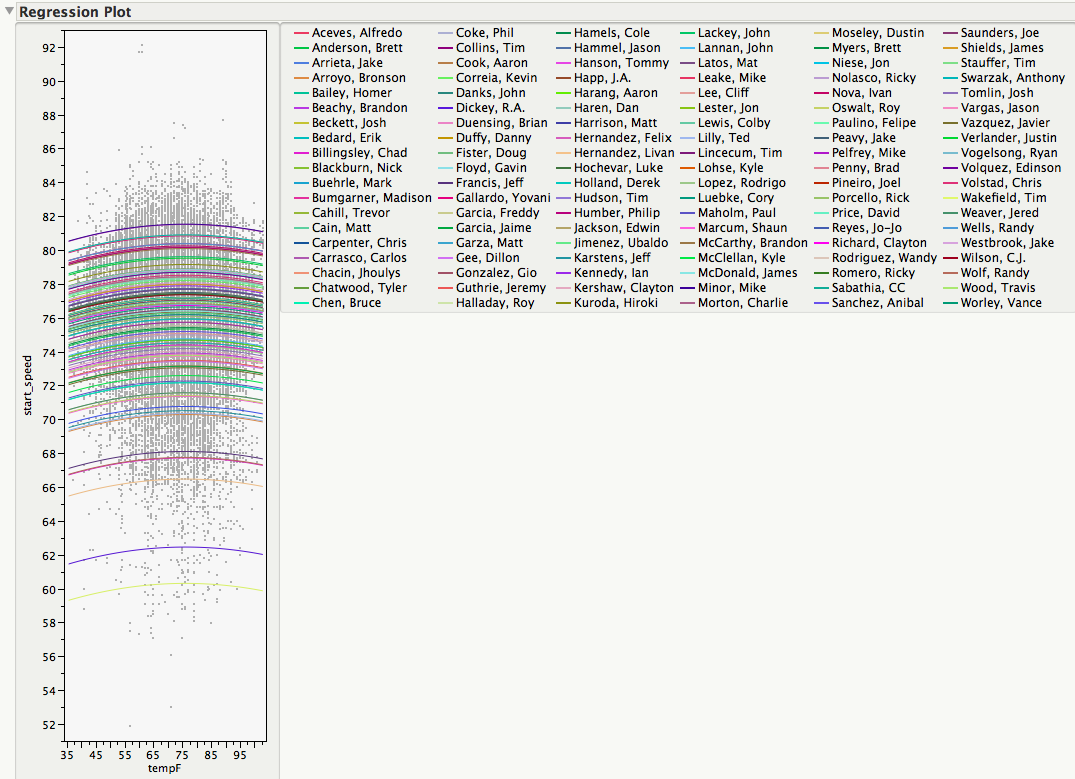 Regression Plot
92
90
88
86
84
82
80
78
76
74
72
70
68
66
64
62
60
58
56
54
52
start_speed
35 45 55 65 75 85 95
tempF
Aceves, Alfredo
Anderson, Brett
Arrieta, Jake
Arroyo, Bronson
Bailey, Homer
Beachy, Brandon
Beckett, Josh
Bedard, Erik
Billingsley, Chad
Blackburn, Nick
Buehrle, Mark
Bumgarner, Madison
Cahill, Trevor
Cain, Matt
Carpenter, Chris
Carrasco, Carlos
Chacin, Jhoulys
Chatwood, Tyler
Chen, Bruce
Coke, Phil
Collins, Tim
Cook, Aaron
Correia, Kevin
Danks, John
Dickey, R.A.
Duensing, Brian
Duffy, Danny
Fister, Doug
Floyd, Gavin
Francis, Jeff
Gallardo, Yovani
Garcia, Freddy
Garcia, Jaime
Garza, Matt
Gee, Dillon
Gonzalez, Gio
Guthrie, Jeremy
Halladay, Roy
Hamels, Cole
Hammel, Jason
Hanson, Tommy
Happ, J.A.
Harang, Aaron
Haren, Dan
Harrison, Matt
Hernandez, Felix
Hernandez, Livan
Hochevar, Luke
Holland, Derek
Hudson, Tim
Humber, Philip
Jackson, Edwin
Jimenez, Ubaldo
Karstens, Jeff
Kennedy, Ian
Kershaw, Clayton
Kuroda, Hiroki
Lackey, John
Lannan, John
Latos, Mat
Leake, Mike
Lee, Cliff
Lester, Jon
Lewis, Colby
Lilly, Ted
Lincecum, Tim
Lohse, Kyle
Lopez, Rodrigo
Luebke, Cory
Maholm, Paul
Marcum, Shaun
McCarthy, Brandon
McClellan, Kyle
McDonald, James
Minor, Mike
Morton, Charlie
Moseley, Dustin
Myers, Brett
Niese, Jon
Nolasco, Ricky
Nova, Ivan
Oswalt, Roy
Paulino, Felipe
Peavy, Jake
Pelfrey, Mike
Penny, Brad
Pineiro, Joel
Porcello, Rick
Price, David
Reyes, Jo-Jo
Richard, Clayton
Rodriguez, Wandy
Romero, Ricky
Sabathia, CC
Sanchez, Anibal
Saunders, Joe
Shields, James
Stauffer, Tim
Swarzak, Anthony
Tomlin, Josh
Vargas, Jason
Vazquez, Javier
Verlander, Justin
Vogelsong, Ryan
Volquez, Edinson
Volstad, Chris
Wakefield, Tim
Weaver, Jered
Wells, Randy
Westbrook, Jake
Wilson, C.J.
Wolf, Randy
Wood, Travis
Worley, Vance